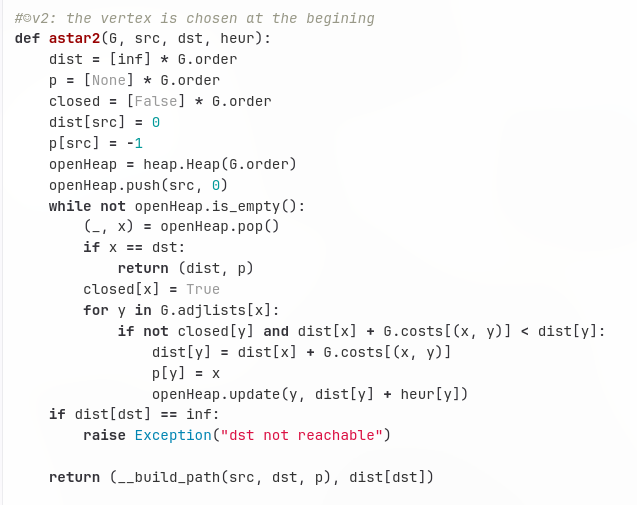 #☺v2: the vertex is chosen at the begining
def astar2(G, src, dst, heur):
    dist = [inf] * G.order
    p = [None] * G.order
    closed = [False] * G.order
    dist[src] = 0
    p[src] = -1
    openHeap = heap.Heap(G.order)
    openHeap.push(src, 0)
    while not openHeap.is_empty():
        (_, x) = openHeap.pop()
        if x == dst:
            return (dist, p)
        closed[x] = True
        for y in G.adjlists[x]:
            if not closed[y] and dist[x] + G.costs[(x, y)] < dist[y]:
                dist[y] = dist[x] + G.costs[(x, y)]
                p[y] = x
                openHeap.update(y, dist[y] + heur[y])
    if dist[dst] == inf:
        raise Exception("dst not reachable")
    return (__build_path(src, dst, p), dist[dst])